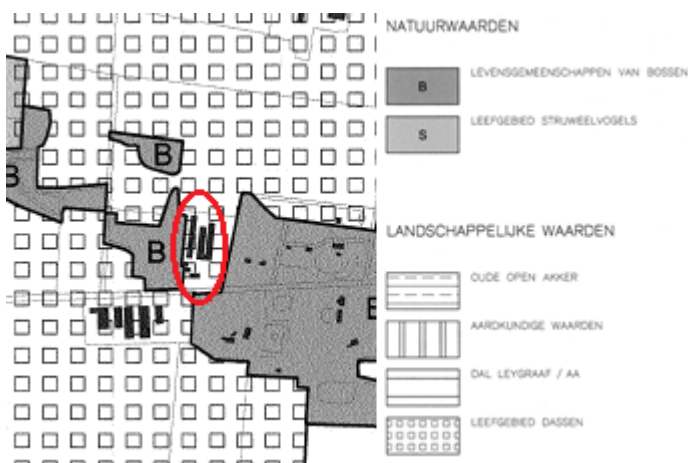 NATUURWAARDEN
B LEVENSGEMEENSCHAPPEN VAN BOSSEN
S LEEFGEBIED STRUWEELVOGELS
LANDSCHAPPELIJKE WAARDEN
OUDE OPEN AKKER
AARDKUNDIGE WAARDEN
DAL LEYGRAAF / AA
LEEFGEBIED DASSEN
B
B
B
B